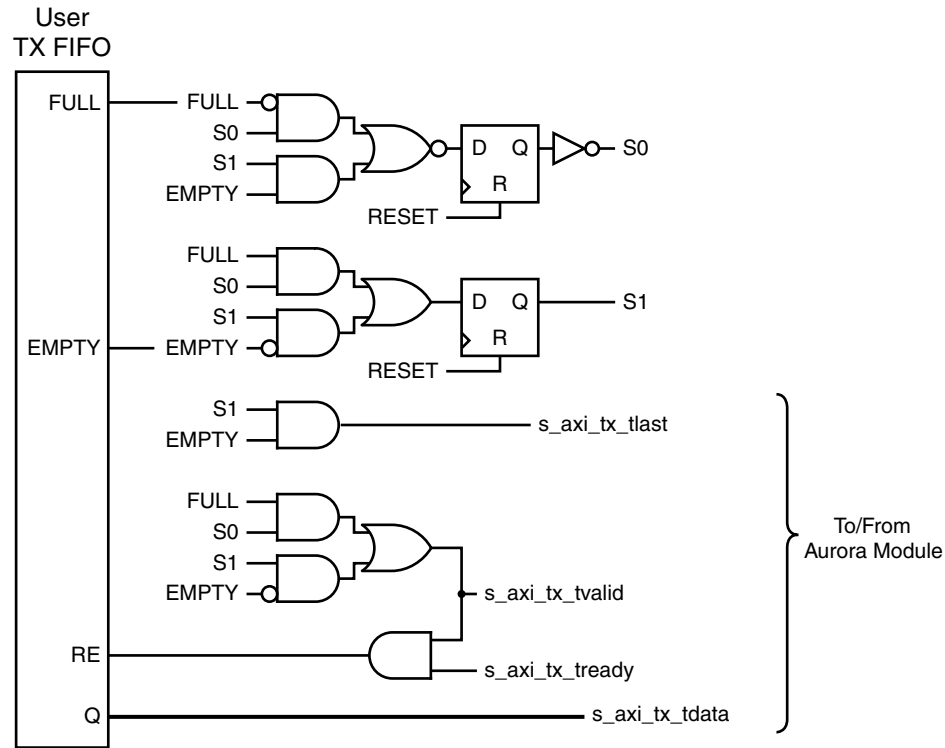 User
TX FIFO
FULL
FULL
S0
S1
EMPTY
D Q
R
RESET
S0
FULL
S0
S1
EMPTY
EMPTY
D Q
R
RESET
S1
S1
EMPTY
s_axi_tx_tlast
FULL
S0
S1
EMPTY
s_axi_tx_tvalid
RE
s_axi_tx_tready
Q
s_axi_tx_tdata
To/From
Aurora Module